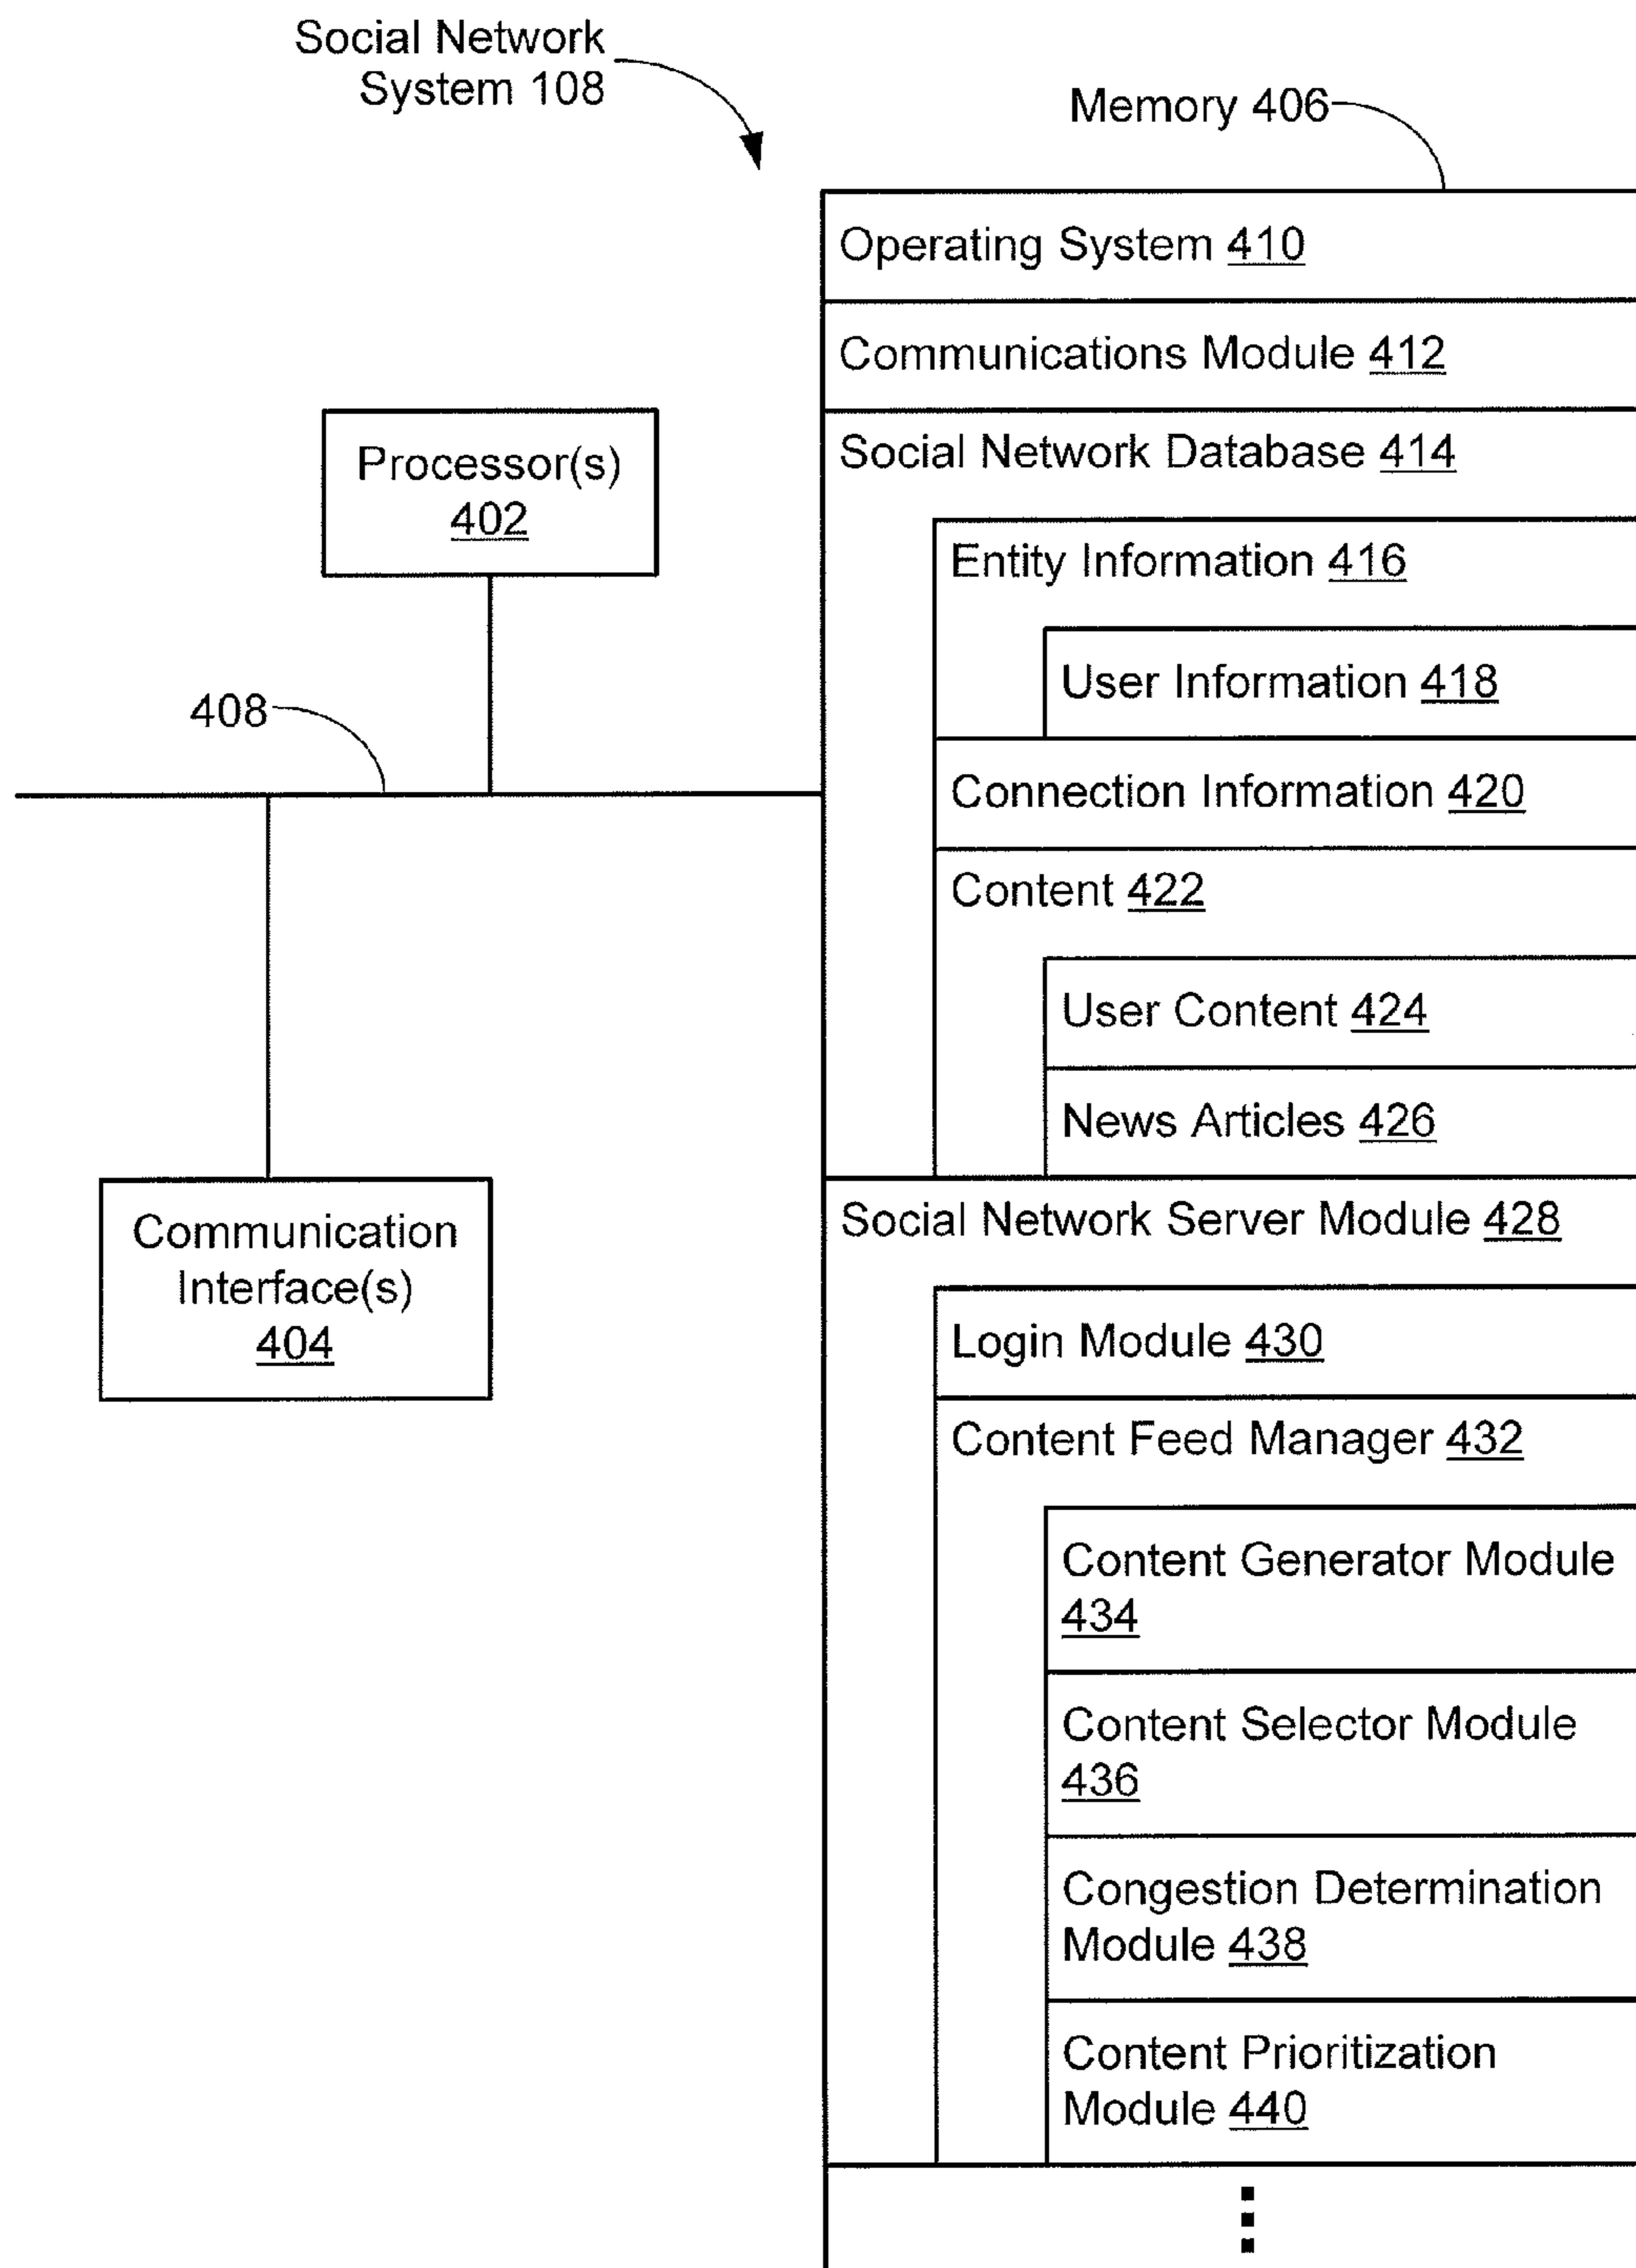 Social Network
System 108
Memory 406
Operating System 410
Communications Module 412
Processor(s)
402
Social Network Database 414
Entity Information 416
User Information 418
408
Connection Information 420
Content 422
User Content 424
News Articles 426
Communication
Interface(s)
404
Social Network Server Module 428
Login Module 430
Content Feed Manager 432
Content Generator Module
434
Content Selector Module
436
Congestion Determination
Module 438
Content Prioritization
Module 440